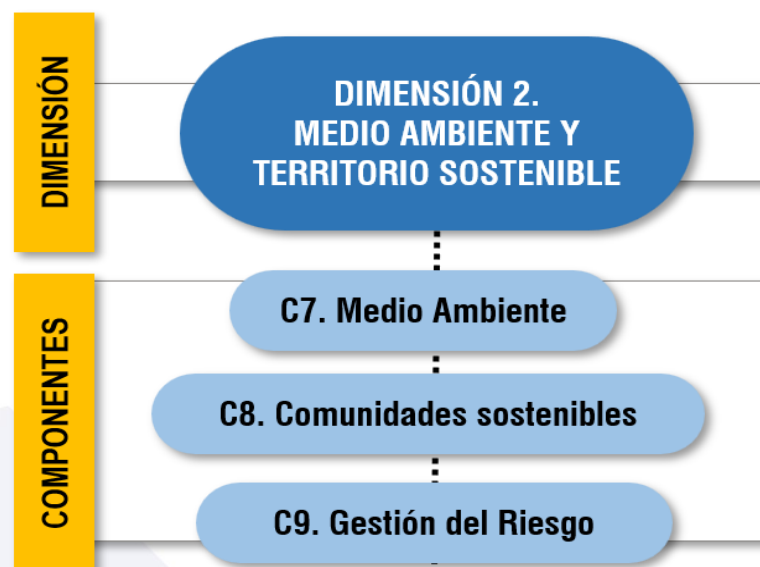 DIMENSIÓN
DIMENSIÓN 2.
MEDIO AMBIENTE Y
TERRITORIO SOSTENIBLE
COMPONENTES
C7. Medio Ambiente
C8. Comunidades sostenibles
C9. Gestión del Riesgo